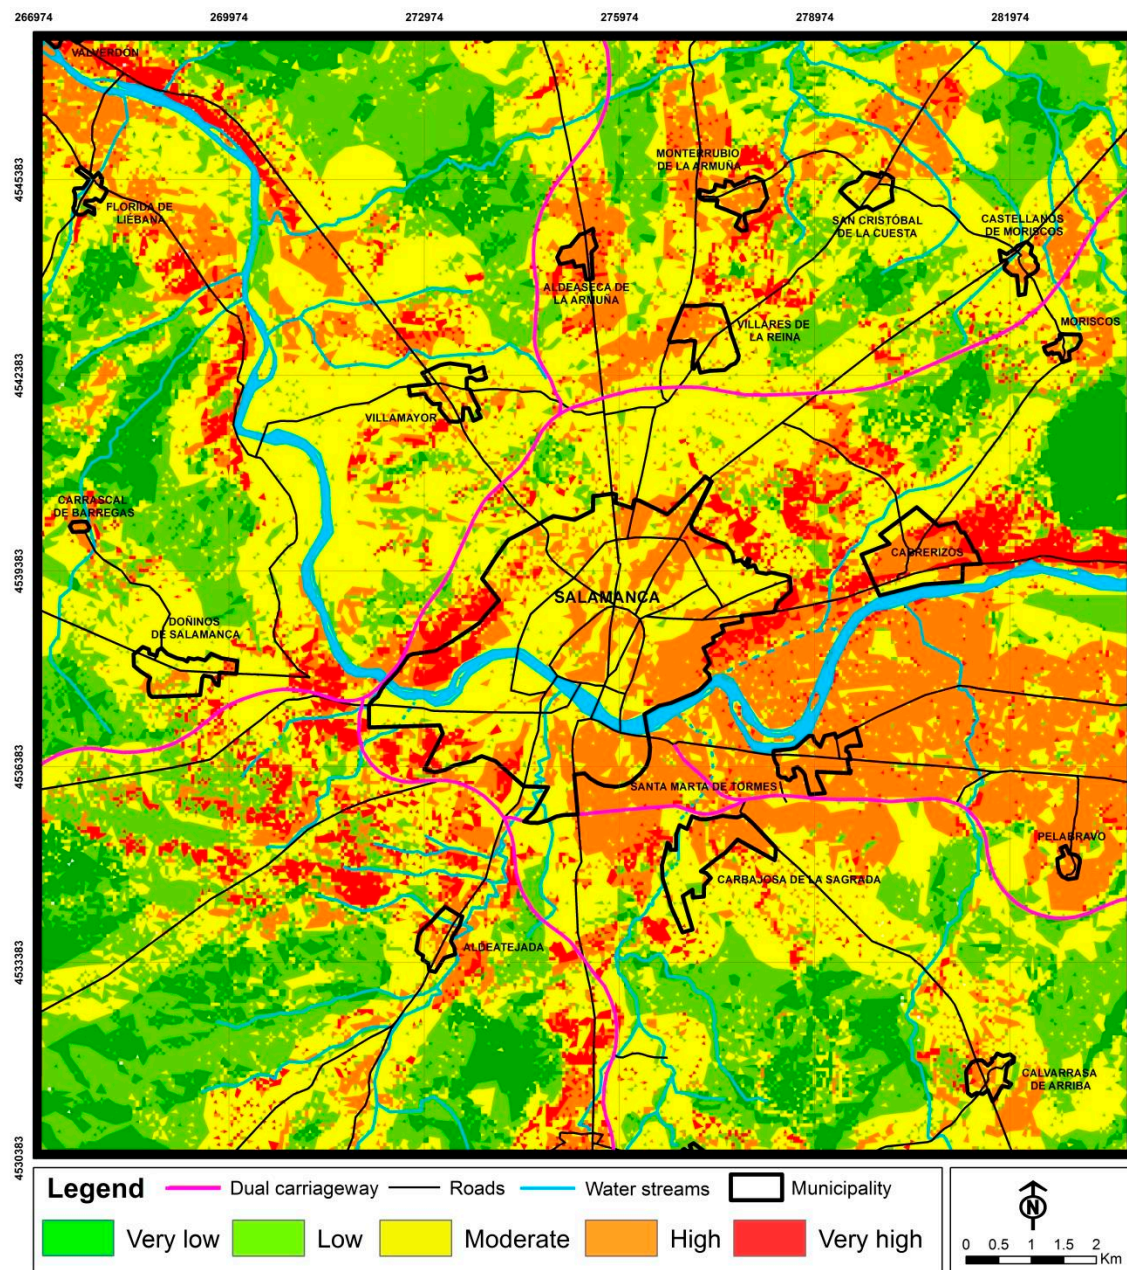 266974 269974 272974 275974 278974 281974
VALVERDÓN
4545383
FLORIDA DE
LIÉBANA
MONTERRUBIO
DE LA ARMUÑA
SAN CRISTÓBAL
DE LA CUESTA
CASTELLANOS
DE MORISCOS
ALDEASECA DE
LA ARMUÑA
VILLARES DE
LA REINA
MORISCOS
4542383
VILLAMAYOR
CARRASCAL
DE BARREGAS
4539383
CABRERIZOS
SALAMANCA
DOÑINOS
DE SALAMANCA
4536383
SANTA MARTA DE TORMES
PELABRAVO
CARBAJOSA DE LA SAGRADA
4533383
ALDEATEJADA
CALVARRASA
DE ARRIBA
4530383
Legend Dual carriageway Roads Water streams Municipality
Very low Low Moderate High Very high
N
0 0.5 1 1.5 2
Km